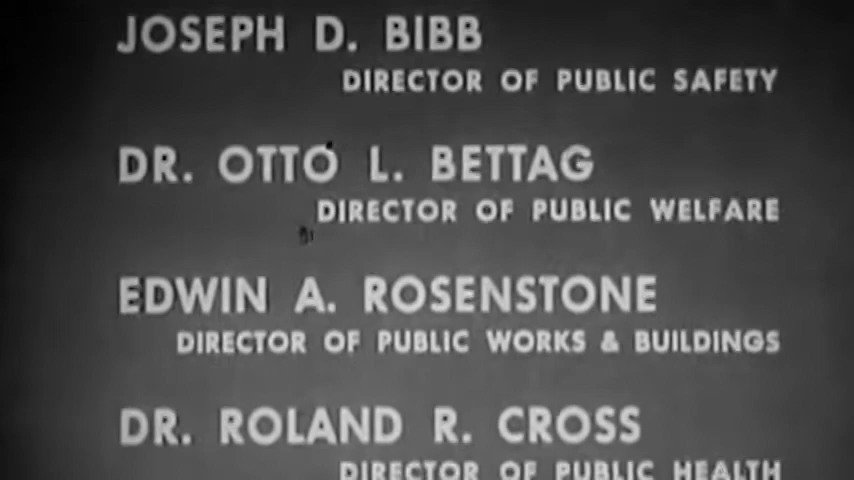 JOSEPH D. BIBB
DIRECTOR OF PUBLIC SAFETY
DR. OTTO L. BETTAG
DIRECTOR OF PUBLIC WELFARE
EDWIN A. ROSENSTONE
DIRECTOR OF PUBLIC WORKS & BUILDINGS
DR. ROLAND R. CROSS
DIRECTOR OF PUBLIC HEALTH